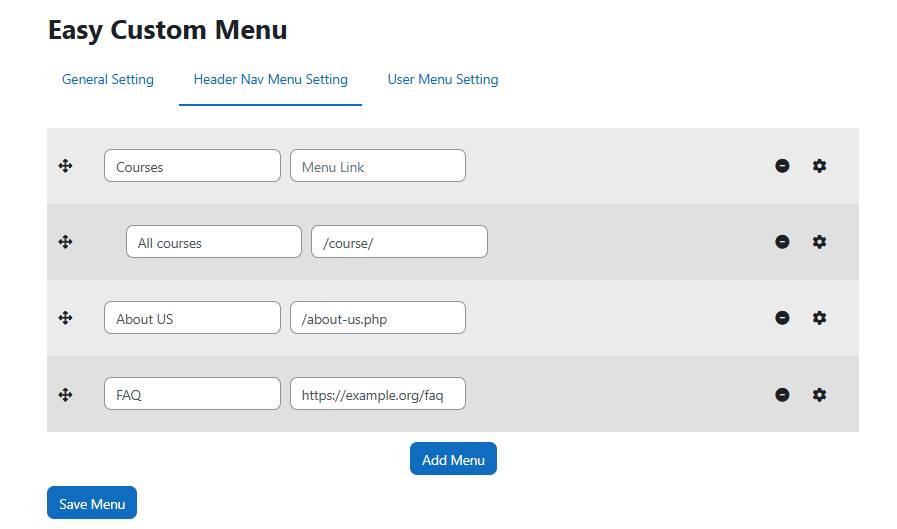 Easy Custom Menu
General Setting Header Nav Menu Setting User Menu Setting
Courses Menu Link
All courses /course/
About US /about-us.php
FAQ https://example.org/faq
Add Menu
Save Menu